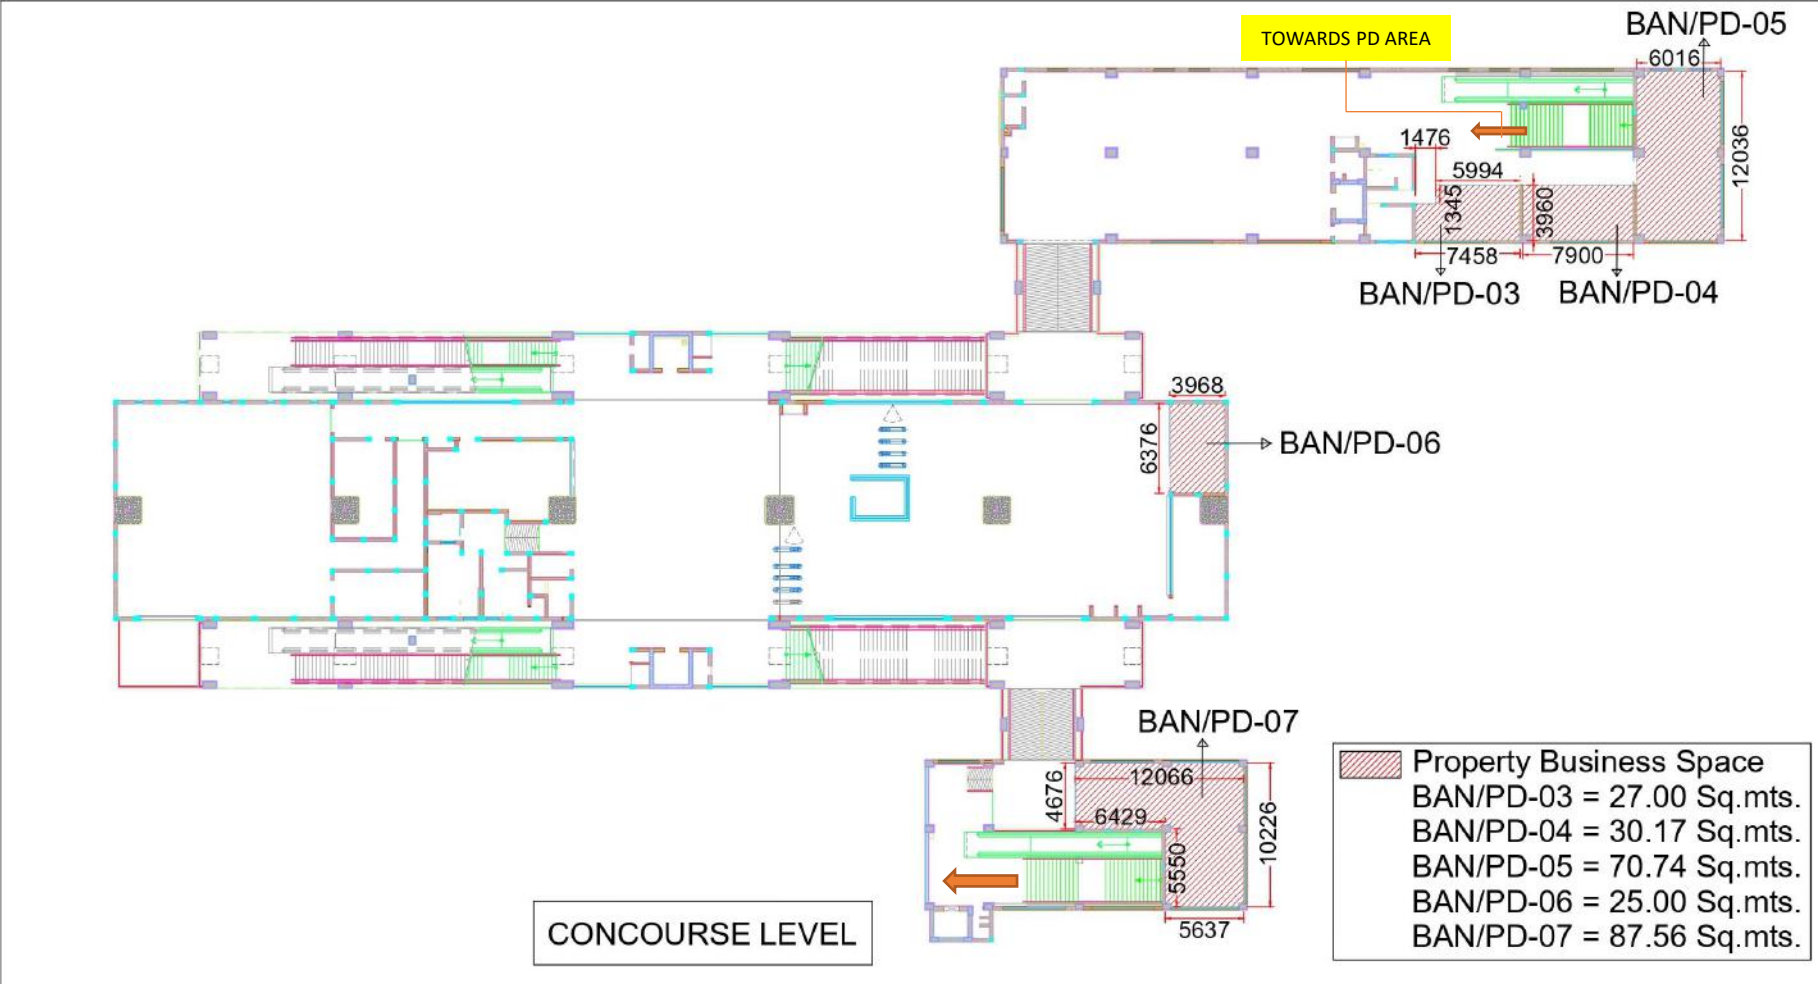 TOWARDS PD AREA
BAN/PD-05
6016
12036
1476
5994
1345
3960
7458
7900
BAN/PD-03
BAN/PD-04
3968
6376
BAN/PD-06
BAN/PD-07
12066
4676
6429
10226
5550
5637
CONCOURSE LEVEL
Property Business Space
BAN/PD-03 = 27.00 Sq.mts.
BAN/PD-04 = 30.17 Sq.mts.
BAN/PD-05 = 70.74 Sq.mts.
BAN/PD-06 = 25.00 Sq.mts.
BAN/PD-07 = 87.56 Sq.mts.